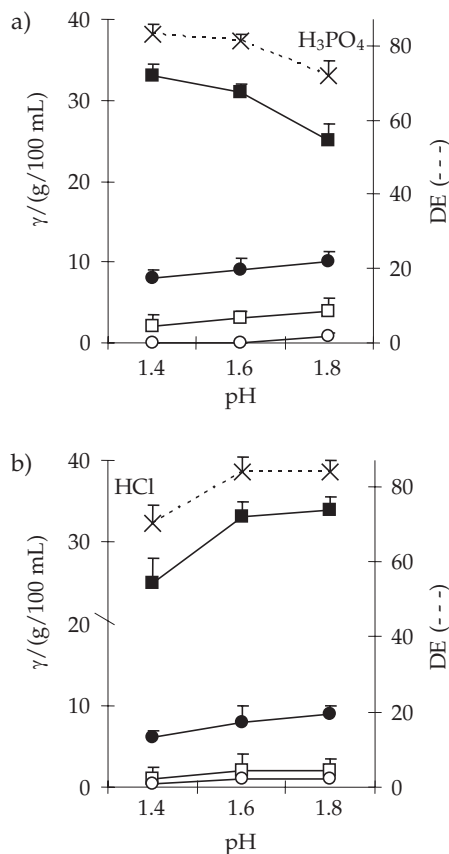 a)
H₃PO₄
40
30
20
10
0
γ/(g/100 mL)
80
60
40
20
0
DE (- - -)
1.4 1.6 1.8
pH
b)
HCl
40
30
20
10
0
γ/(g/100 mL)
80
60
40
20
0
DE (- - -)
1.4 1.6 1.8
pH